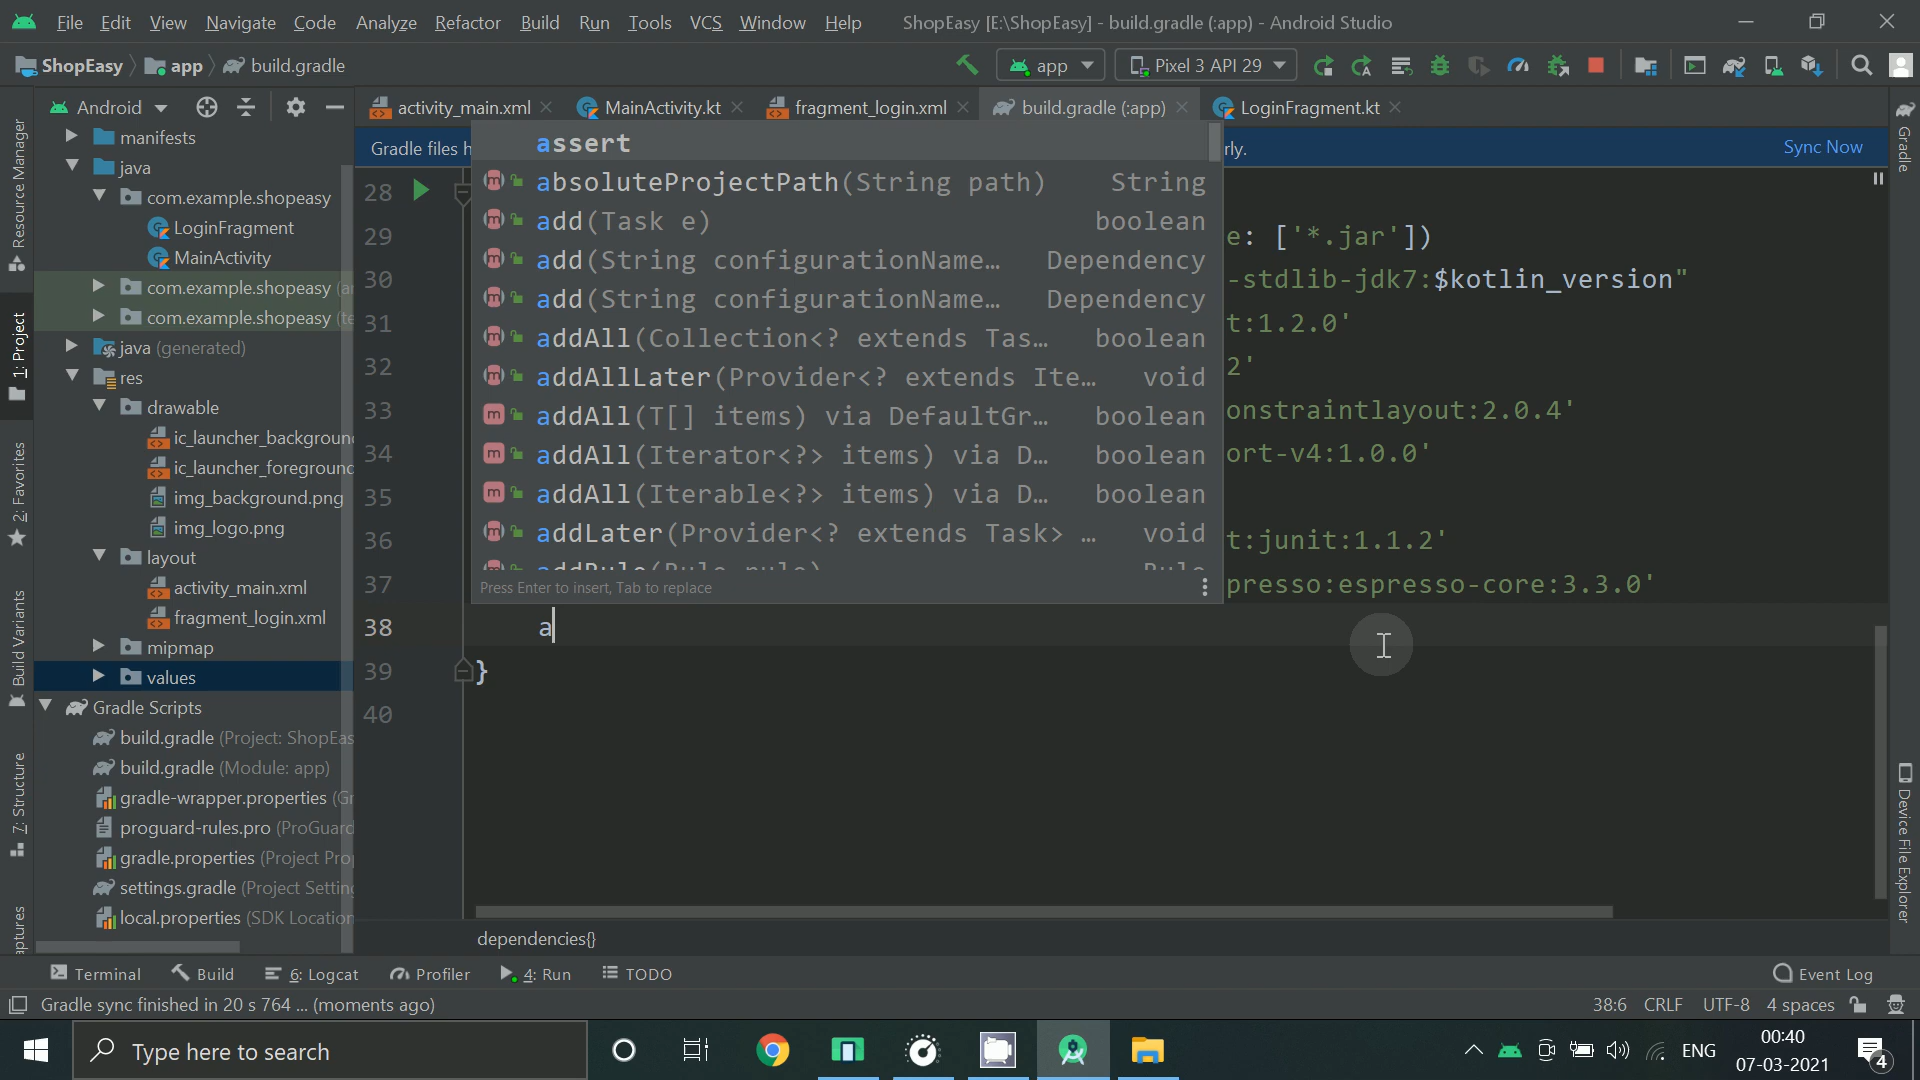 File Edit View Navigate Code Analyze Refactor Build Run Tools VCS Window Help ShopEasy [E:\ShopEasy] - build.gradle (:app) - Android Studio
ShopEasy app build.gradle app Pixel 3 API 29
Android activity_main.xml MainActivity.kt fragment_login.xml build.gradle (:app) LoginFragment.kt
Gradle files h rly. Sync Now
Resource Manager
1: Project
2: Favorites
Build Variants
7: Structure
aptures
manifests
java
com.example.shopeasy
LoginFragment
MainActivity
com.example.shopeasy (a
com.example.shopeasy (te
java (generated)
res
drawable
ic_launcher_background
ic_launcher_foreground
img_background.png
img_logo.png
layout
activity_main.xml
fragment_login.xml
mipmap
values
Gradle Scripts
build.gradle (Project: ShopEas
build.gradle (Module: app)
gradle-wrapper.properties (Gr
proguard-rules.pro (ProGuard
gradle.properties (Project Pro
settings.gradle (Project Setting
local.properties (SDK Location
assert
absoluteProjectPath(String path) String
add(Task e) boolean
add(String configurationName… Dependency
add(String configurationName… Dependency
addAll(Collection<? extends Tas… boolean
addAllLater(Provider<? extends Ite… void
addAll(T[] items) via DefaultGr… boolean
addAll(Iterator<?> items) via D… boolean
addAll(Iterable<?> items) via D… boolean
addLater(Provider<? extends Task> … void
addRule(Rule rule) Rule
Press Enter to insert, Tab to replace
28
29 e: ['*.jar'])
30 -stdlib-jdk7:$kotlin_version"
31 t:1.2.0'
32 2'
33 onstraintlayout:2.0.4'
34 ort-v4:1.0.0'
35
36 t:junit:1.1.2'
37 presso:espresso-core:3.3.0'
38 a
39 }
40
dependencies{}
Gradle
Device File Explorer
Terminal Build 6: Logcat Profiler 4: Run TODO Event Log
Gradle sync finished in 20 s 764 ... (moments ago) 38:6 CRLF UTF-8 4 spaces
Type here to search ENG 00:40
07-03-2021 4